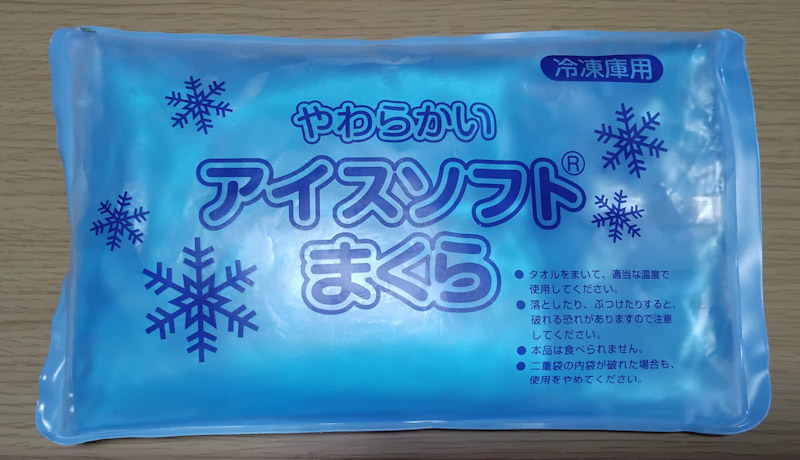 冷凍庫用
やわらかい
アイスソフト®
まくら
●タオルをまいて、適当な温度で
使用してください。
●落としたり、ぶつけたりすると、
破れる恐れがありますので注意
してください。
●本品は食べられません。
●二重袋の内袋が破れた場合も、
使用をやめてください。